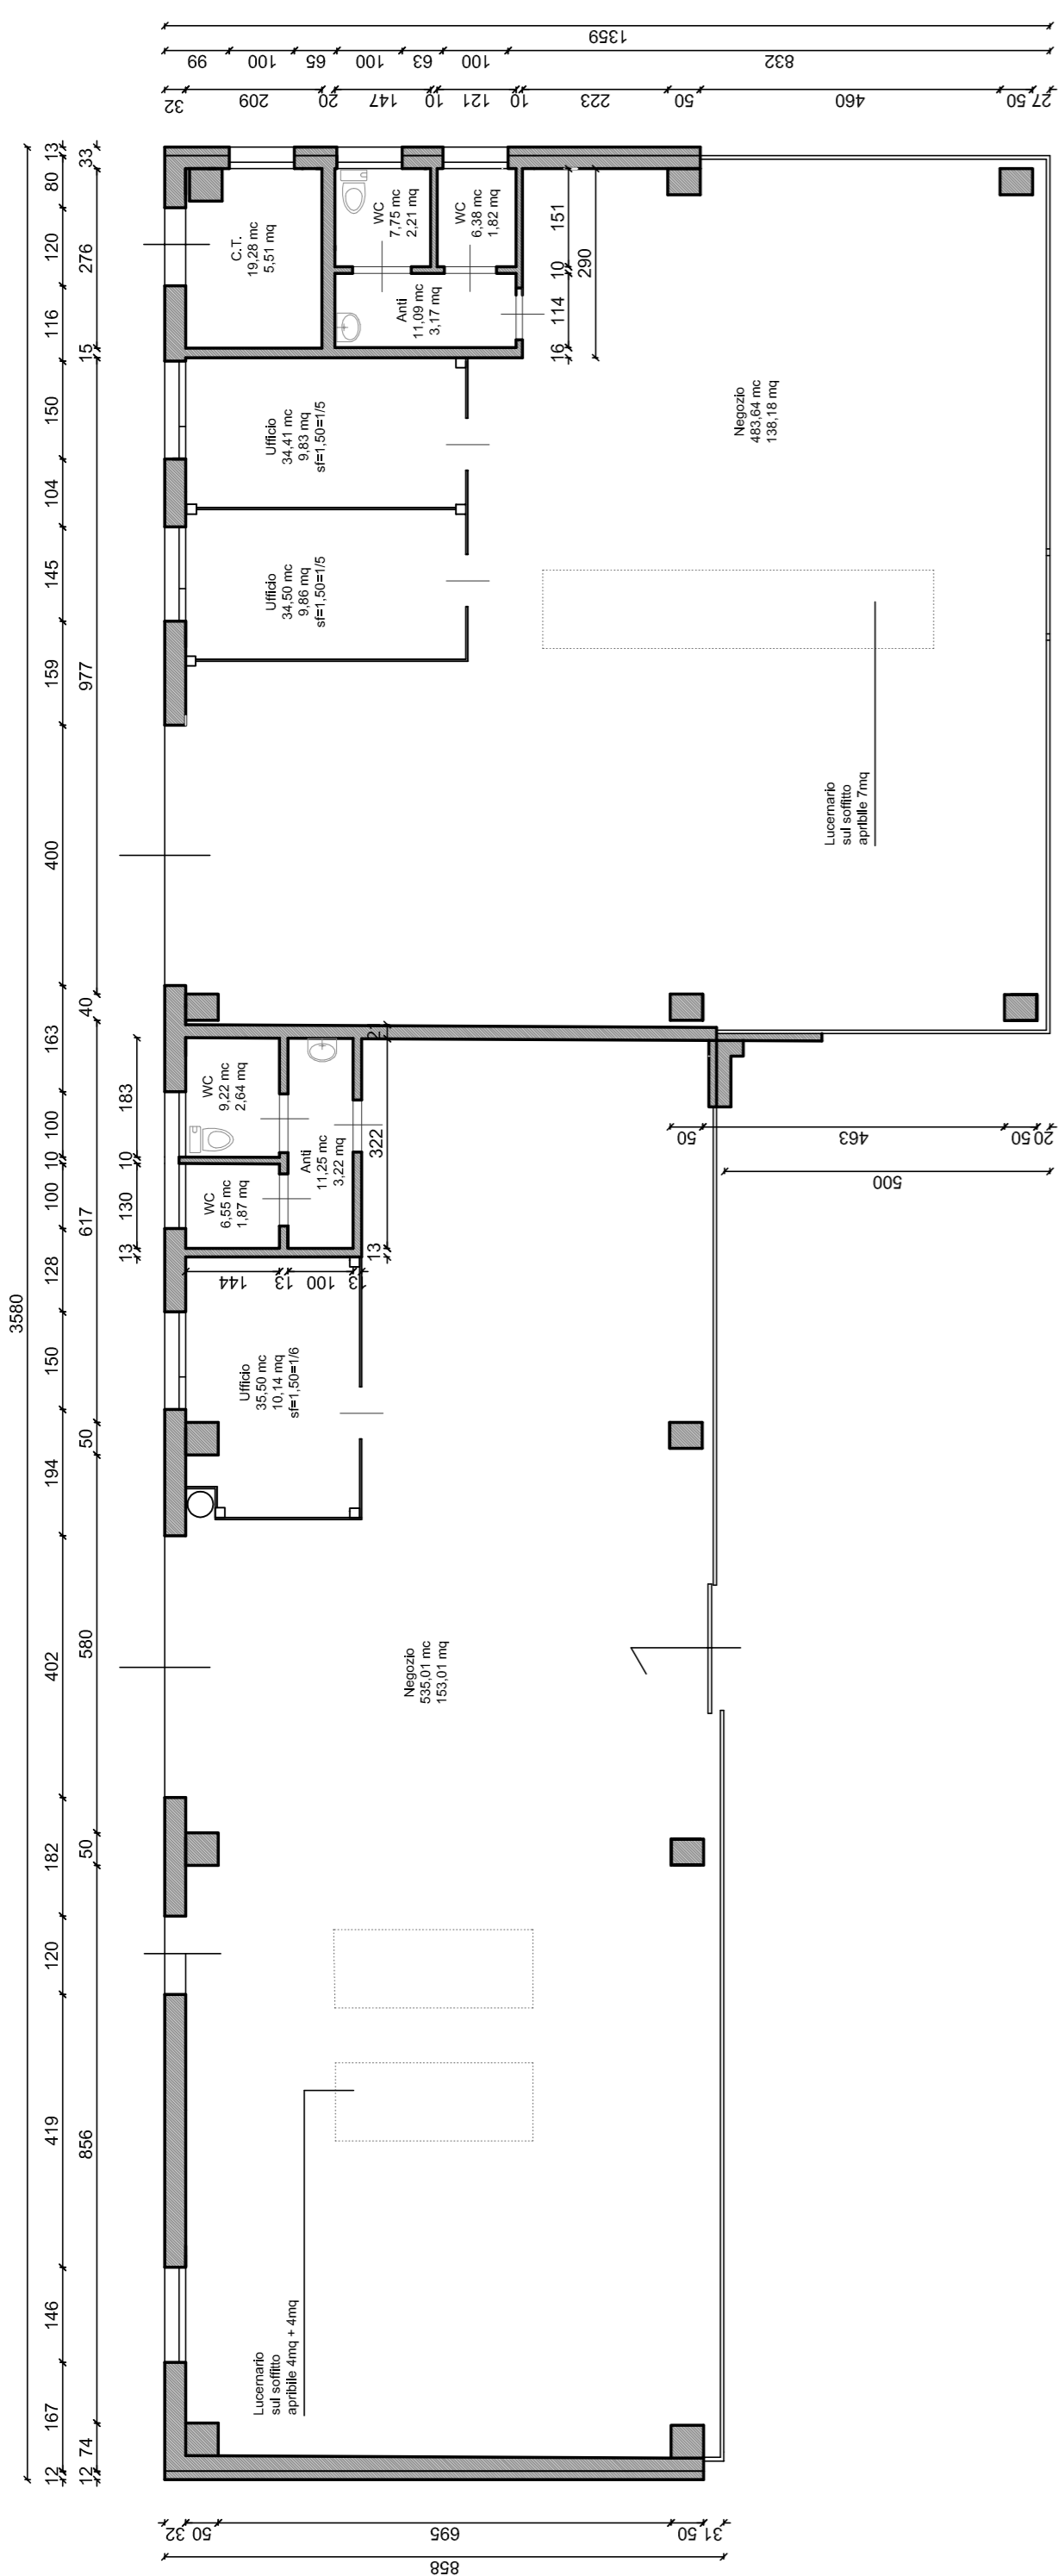 1359
99
100
65
100
63
100
832
32
209
20
147
10
121
10
223
50
460
50
27
3580
13
80
120
116
150
104
145
159
400
163
100
10
100
128
150
194
402
182
120
419
146
167
12
33
276
15
977
40
617
50
580
50
856
74
12
C.T.
19,28 mc
5,51 mq
WC
7,75 mc
2,21 mq
WC
6,38 mc
1,82 mq
Anti
11,09 mc
3,17 mq
151
10
114
16
290
Ufficio
34,41 mc
9,83 mq
sf=1,50=1/5
Ufficio
34,50 mc
9,86 mq
sf=1,50=1/5
Negozio
483,64 mc
138,18 mq
Lucernario
sul soffitto
apribile 7mq
183
10
130
13
WC
9,22 mc
2,64 mq
WC
6,55 mc
1,87 mq
Anti
11,25 mc
3,22 mq
21
322
13
144
13
100
13
50
463
50
20
500
Ufficio
35,50 mc
10,14 mq
sf=1,50=1/6
Negozio
535,01 mc
153,01 mq
Lucernario
sul soffitto
apribile 4mq + 4mq
32
50
695
50
31
858